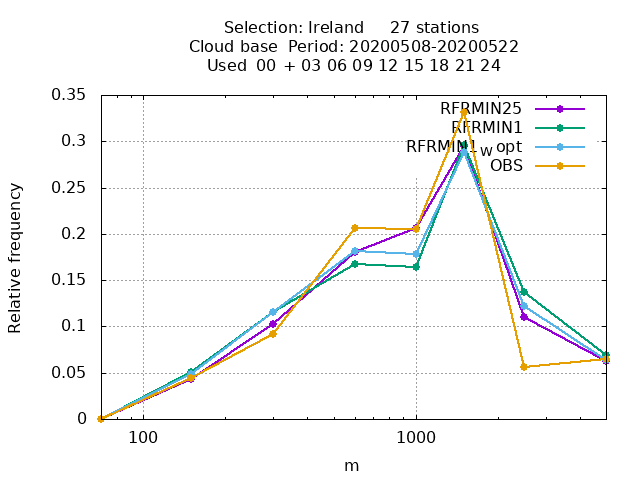 Selection: Ireland 27 stations
Cloud base Period: 20200508-20200522
Used 00 + 03 06 09 12 15 18 21 24
0.35
0.3
0.25
0.2
0.15
0.1
0.05
0
Relative frequency
RFRMIN25
RFRMIN1
RFRMIN1wopt
OBS
100
1000
m